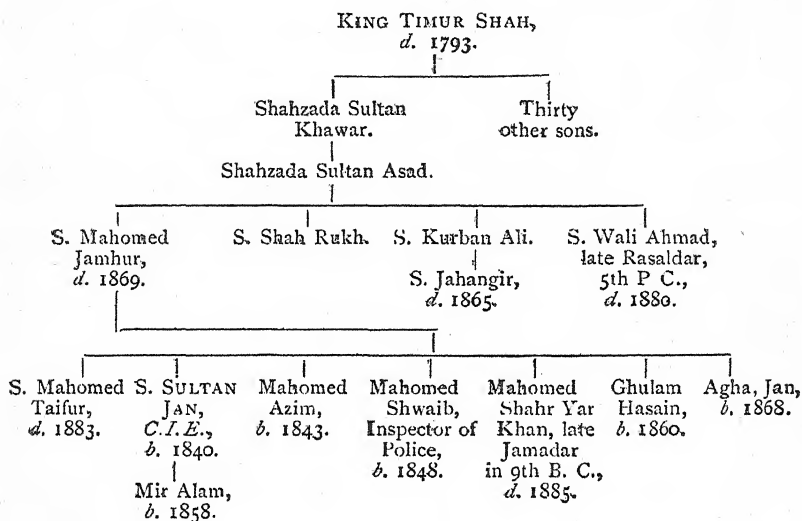 KING TIMUR SHAH,
d. 1793.
Shahzada Sultan
Khawar.
Thirty
other sons.
Shahzada Sultan Asad.
S. Mahomed
Jamhur,
d. 1869.
S. Shah Rukh.
S. Kurban Ali.
S. Jahangir,
d. 1865.
S. Wali Ahmad,
late Rasaldar,
5th P C.,
d. 1880.
S. Mahomed
Taifur,
d. 1883.
S. SULTAN
JAN,
C.I.E.,
b. 1840.
Mir Alam,
b. 1858.
Mahomed
Azim,
b. 1843.
Mahomed
Shwaib,
Inspector of
Police,
b. 1848.
Mahomed
Shahr Yar
Khan, late
Jamadar
in 9th B. C.,
d. 1885.
Ghulam
Hasain,
b. 1860.
Agha, Jan,
b. 1868.